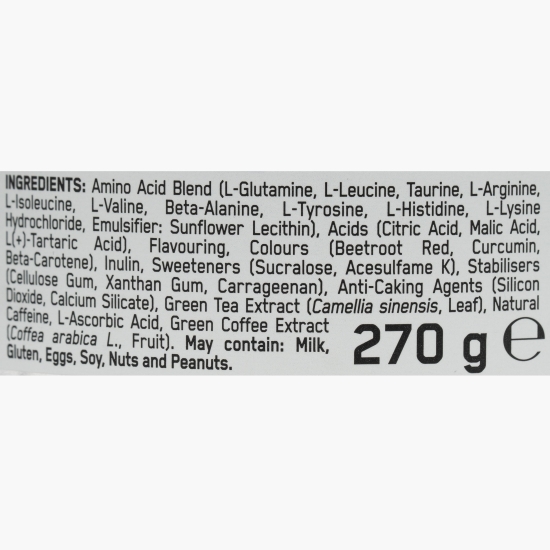 INGREDIENTS: Amino Acid Blend (L-Glutamine, L-Leucine, Taurine, L-Arginine,
L-Isoleucine, L-Valine, Beta-Alanine, L-Tyrosine, L-Histidine, L-Lysine
Hydrochloride, Emulsifier: Sunflower Lecithin), Acids (Citric Acid, Malic Acid,
L(+)-Tartaric Acid), Flavouring, Colours (Beetroot Red, Curcumin,
Beta-Carotene), Inulin, Sweeteners (Sucralose, Acesulfame K), Stabilisers
(Cellulose Gum, Xanthan Gum, Carrageenan), Anti-Caking Agents (Silicon
Dioxide, Calcium Silicate), Green Tea Extract (Camellia sinensis, Leaf), Natural
Caffeine, L-Ascorbic Acid, Green Coffee Extract
(Coffea arabica L., Fruit). May contain: Milk,
Gluten, Eggs, Soy, Nuts and Peanuts.
270 g ℮